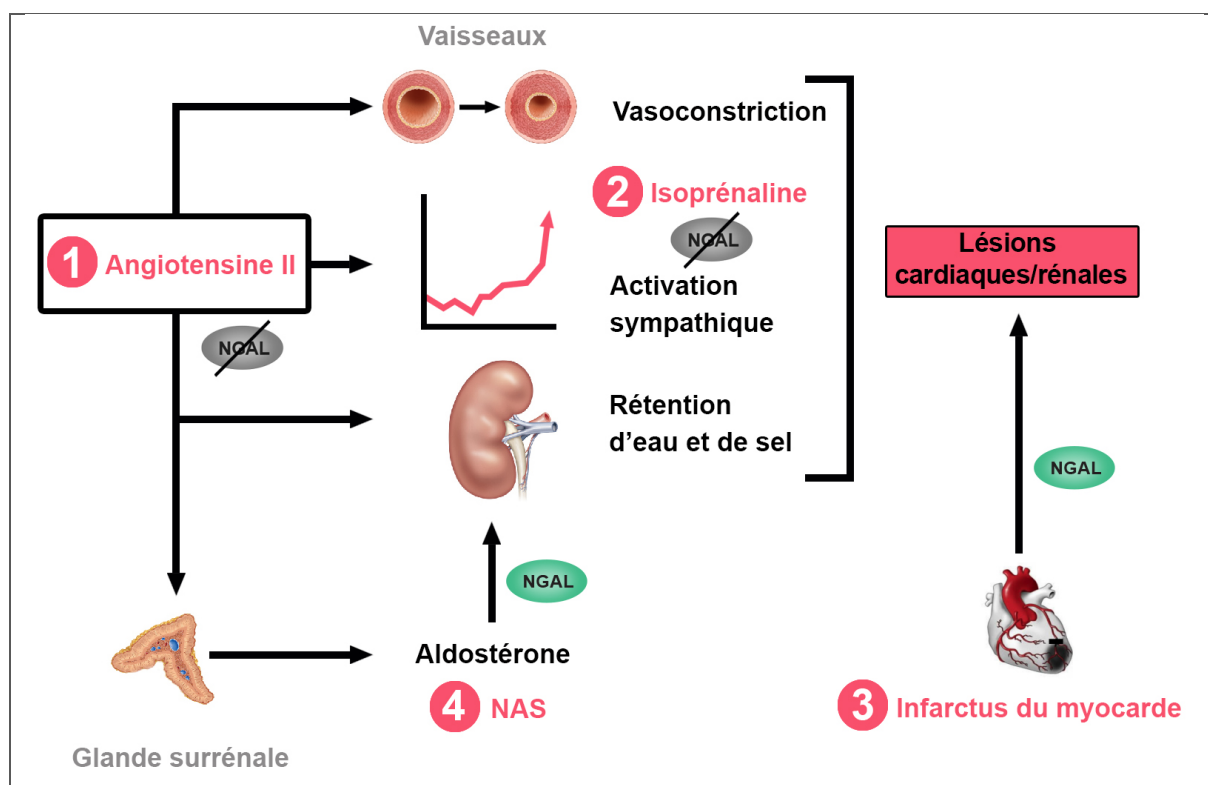 Vaisseaux
Vasoconstriction
2 Isoprénaline
NGAL
1 Angiotensine II
Activation
sympathique
NGAL
Rétention
d'eau et de sel
Lésions
cardiaques/rénales
NGAL
NGAL
Aldostérone
4 NAS
3 Infarctus du myocarde
Glande surrénale